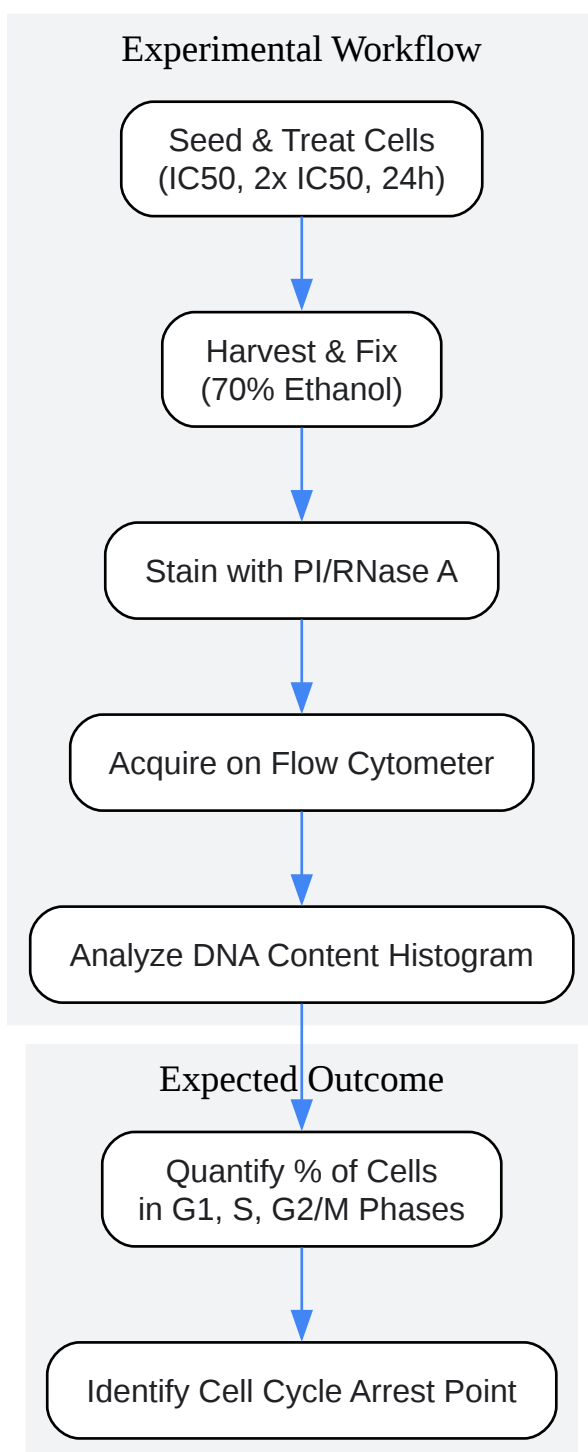 Experimental Workflow
Seed & Treat Cells
(IC50, 2x IC50, 24h)
Harvest & Fix
(70% Ethanol)
Stain with PI/RNase A
Acquire on Flow Cytometer
Analyze DNA Content Histogram
Expected Outcome
Quantify % of Cells
in G1, S, G2/M Phases
Identify Cell Cycle Arrest Point